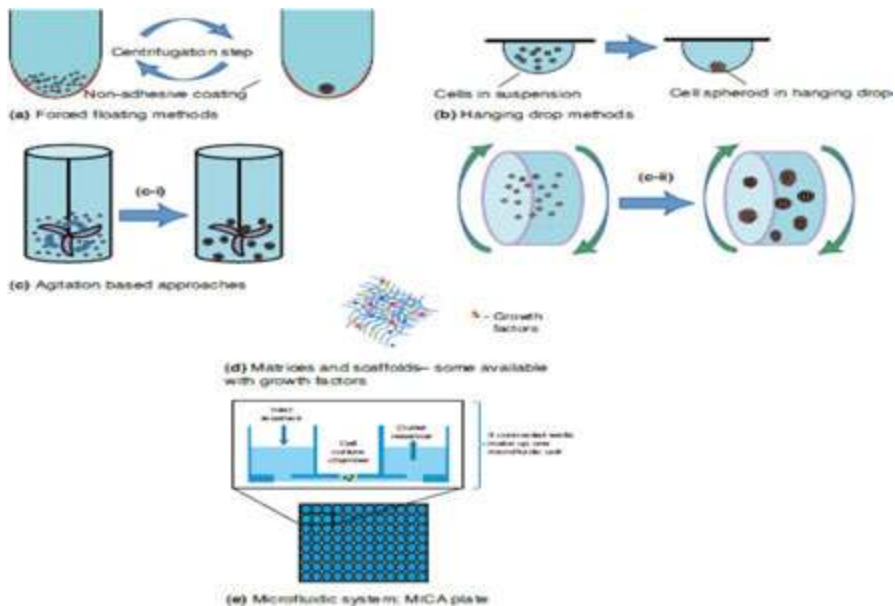 Centrifugation step
Non-adhesive coating
(a) Forced floating methods
Cells in suspension
Cell spheroid in hanging drop
(b) Hanging drop methods
(c-i)
(c-ii)
(c) Agitation based approaches
- Growth
factors
(d) Matrices and scaffolds– some available
with growth factors
Inlet
reservoir
Cell
culture
chamber
Outlet
reservoir
connected wells
make up one
microfluidic unit
(e) Microfluidic system: MICA plate